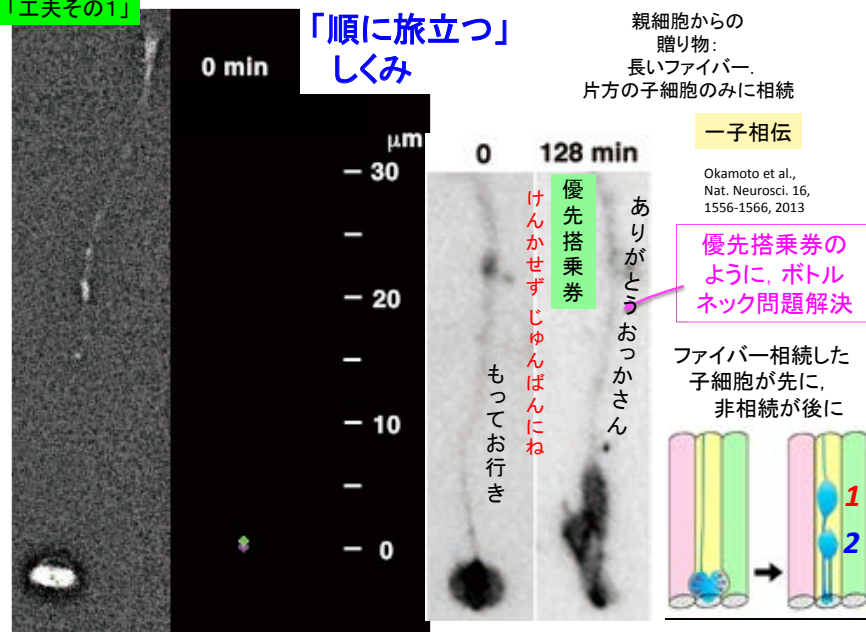 「工夫その1」
「順に旅立つ」
しくみ
0 min
μm
30
20
10
0
親細胞からの
贈り物:
長いファイバー.
片方の子細胞のみに相続
一子相伝
Okamoto et al.,
Nat. Neurosci. 16,
1556-1566, 2013
0
128 min
もってお行き
けんかせず じゅんばんにね
優先搭乗券
ありがとう おっかさん
優先搭乗券の
ように, ボトル
ネック問題解決
ファイバー相続した
子細胞が先に,
非相続が後に
1
2